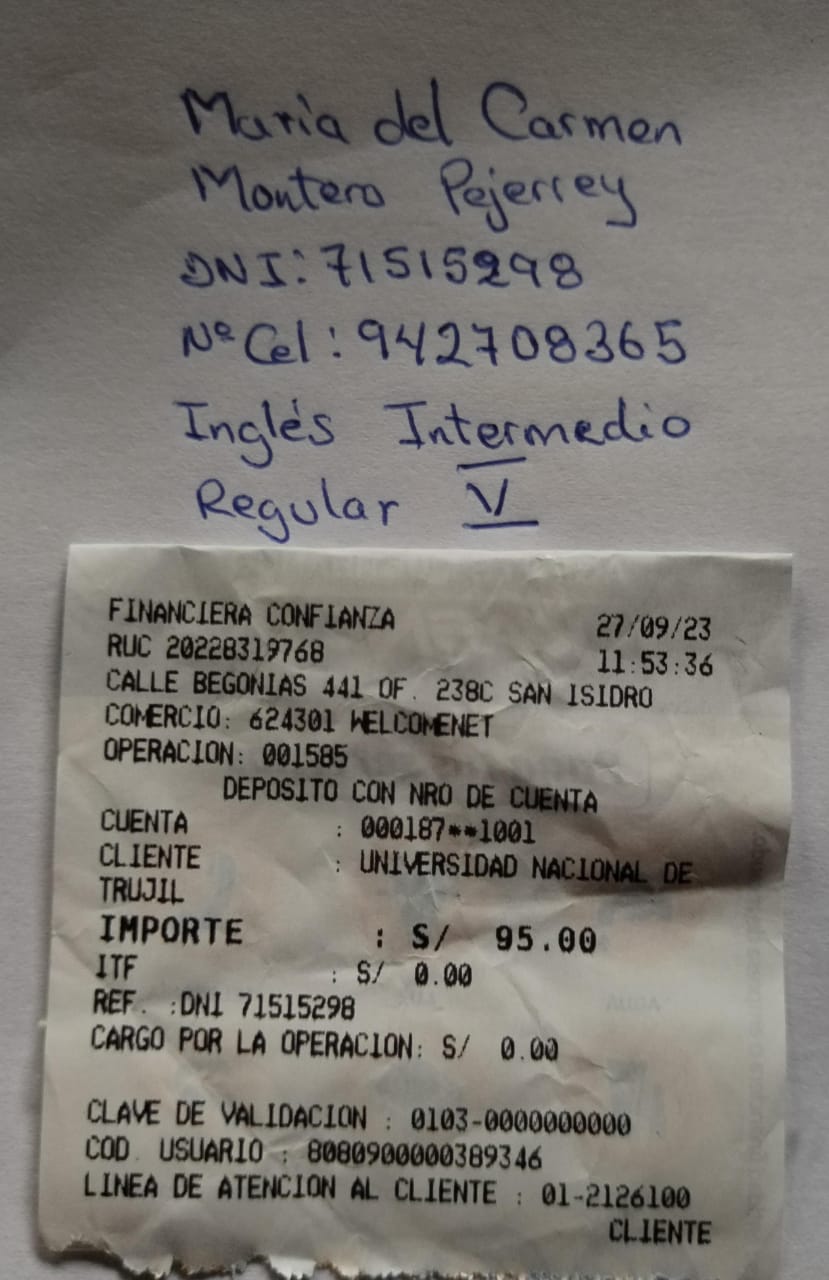 Maria del Carmen
Montero Pejerrey
DNI: 71515298
Nº Cel: 942708365
Inglés Intermedio
Regular V
FINANCIERA CONFIANZA 27/09/23
RUC 20228319768 11:53:36
CALLE BEGONIAS 441 OF. 238C SAN ISIDRO
COMERCIO: 624301 WELCOMENET
OPERACION: 001585
DEPOSITO CON NRO DE CUENTA
CUENTA : 000187**1001
CLIENTE : UNIVERSIDAD NACIONAL DE
TRUJIL
IMPORTE : S/ 95.00
ITF : S/ 0.00
REF. :DNI 71515298
CARGO POR LA OPERACION: S/ 0.00
CLAVE DE VALIDACION : 0103-0000000000
COD. USUARIO : 8080900000389346
LINEA DE ATENCION AL CLIENTE : 01-2126100
CLIENTE